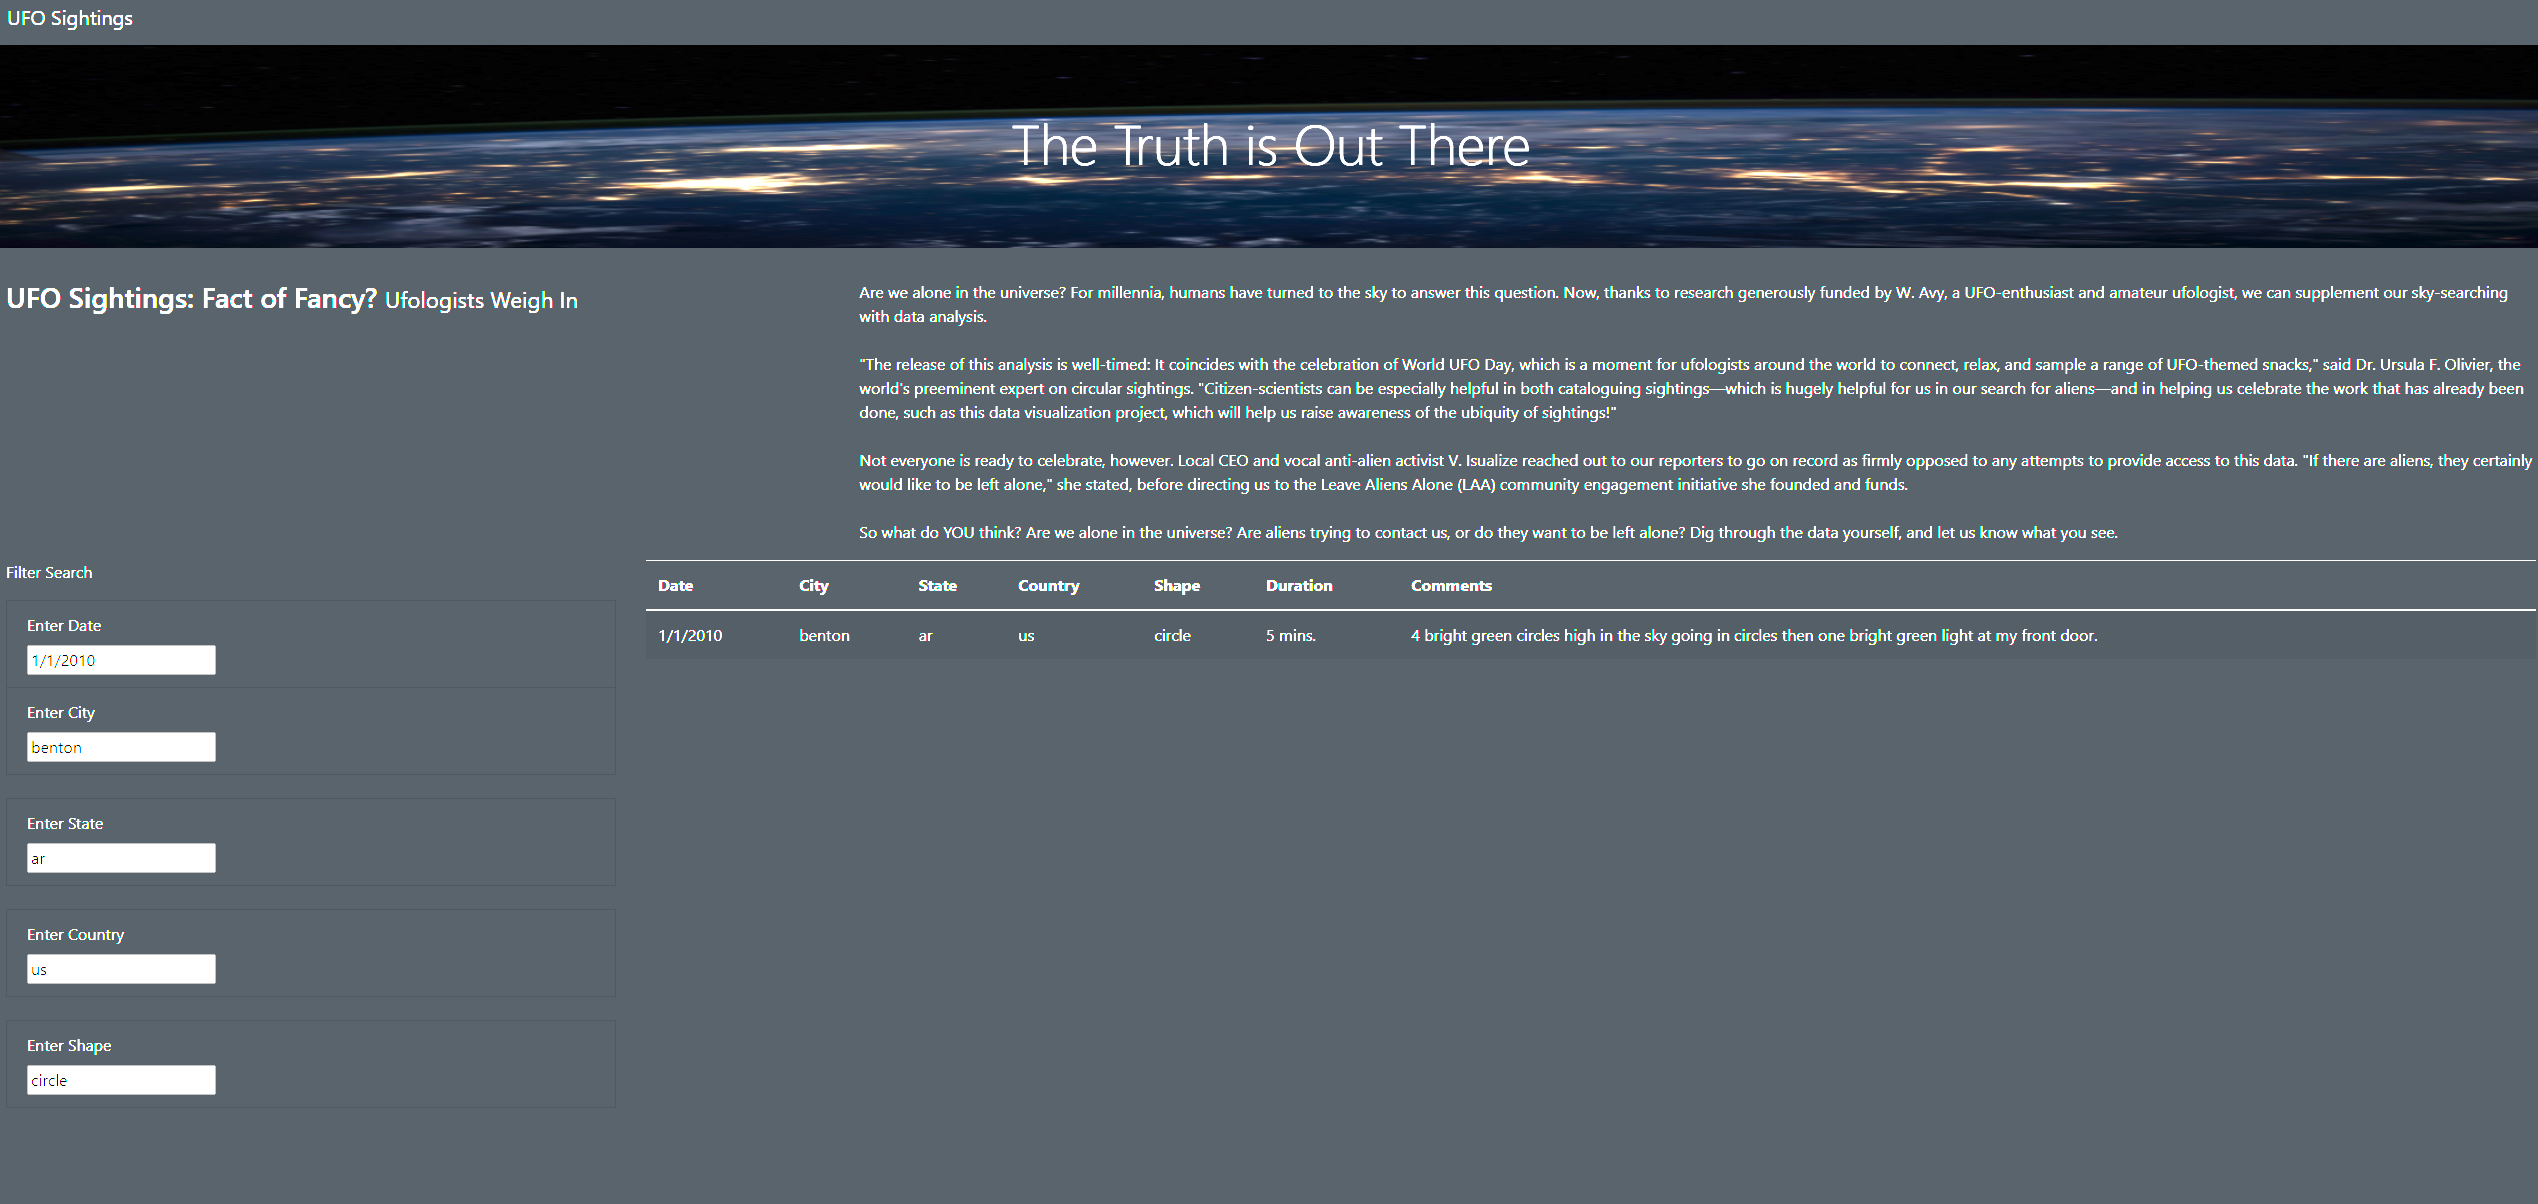 UFO Sightings
The Truth is Out There
UFO Sightings: Fact of Fancy? Ufologists Weigh In
Are we alone in the universe? For millennia, humans have turned to the sky to answer this question. Now, thanks to research generously funded by W. Avy, a UFO-enthusiast and amateur ufologist, we can supplement our sky-searching
with data analysis.
"The release of this analysis is well-timed: It coincides with the celebration of World UFO Day, which is a moment for ufologists around the world to connect, relax, and sample a range of UFO-themed snacks," said Dr. Ursula F. Olivier, the
world's preeminent expert on circular sightings. "Citizen-scientists can be especially helpful in both cataloguing sightings—which is hugely helpful for us in our search for aliens—and in helping us celebrate the work that has already been
done, such as this data visualization project, which will help us raise awareness of the ubiquity of sightings!"
Not everyone is ready to celebrate, however. Local CEO and vocal anti-alien activist V. Isualize reached out to our reporters to go on record as firmly opposed to any attempts to provide access to this data. "If there are aliens, they certainly
would like to be left alone," she stated, before directing us to the Leave Aliens Alone (LAA) community engagement initiative she founded and funds.
So what do YOU think? Are we alone in the universe? Are aliens trying to contact us, or do they want to be left alone? Dig through the data yourself, and let us know what you see.
Filter Search
Enter Date
1/1/2010
Enter City
benton
Enter State
ar
Enter Country
us
Enter Shape
circle
Date City State Country Shape Duration Comments
1/1/2010 benton ar us circle 5 mins. 4 bright green circles high in the sky going in circles then one bright green light at my front door.